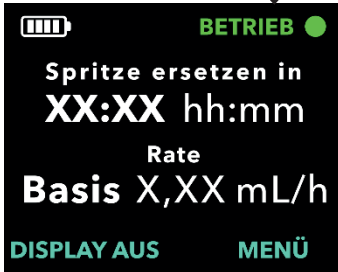 BETRIEB
Spritze ersetzen in
XX:XX hh:mm
Rate
Basis X,XX mL/h
DISPLAY AUS MENÜ